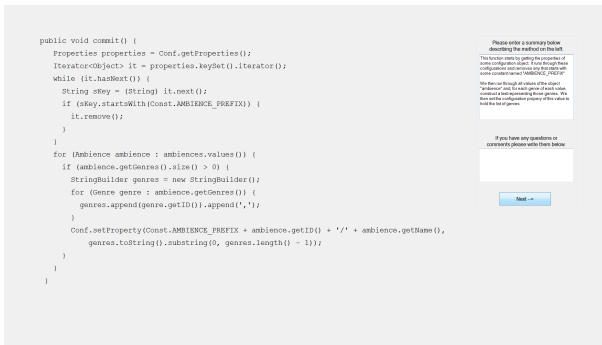 public void commit() {
Properties properties = Conf.getProperties();
Iterator<Object> it = properties.keySet().iterator();
while (it.hasNext()) {
String sKey = (String) it.next();
if (sKey.startsWith(Const.AMBIENCE_PREFIX)) {
it.remove();
}
}
for (Ambience ambience : ambiences.values()) {
if (ambience.getGenres().size() > 0) {
StringBuilder genres = new StringBuilder();
for (Genre genre : ambience.getGenres()) {
genres.append(genre.getID()).append(',');
}
Conf.setProperty(Const.AMBIENCE_PREFIX + ambience.getID() + '/' + ambience.getName(),
genres.toString().substring(0, genres.length() - 1));
}
}
}
Please enter a summary below
describing the method on the left.
This function starts by getting the properties of
some configuration object. It runs through these
configurations and removes any that starts with
some constant named "AMBIENCE_PREFIX"
We then run through all values of the object
"ambience" and, for each genre of each value
construct a text representing those genres. We
then set the configuration property of this value to
hold the list of genres.
If you have any questions or
comments please write them below.
Next -->